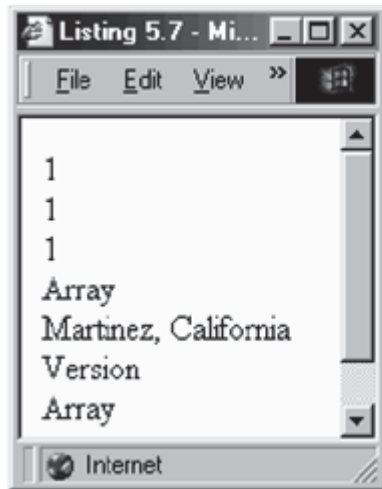 Listing 5.7 - Mi...
File Edit View »
1
1
1
Array
Martinez, California
Version
Array
Internet